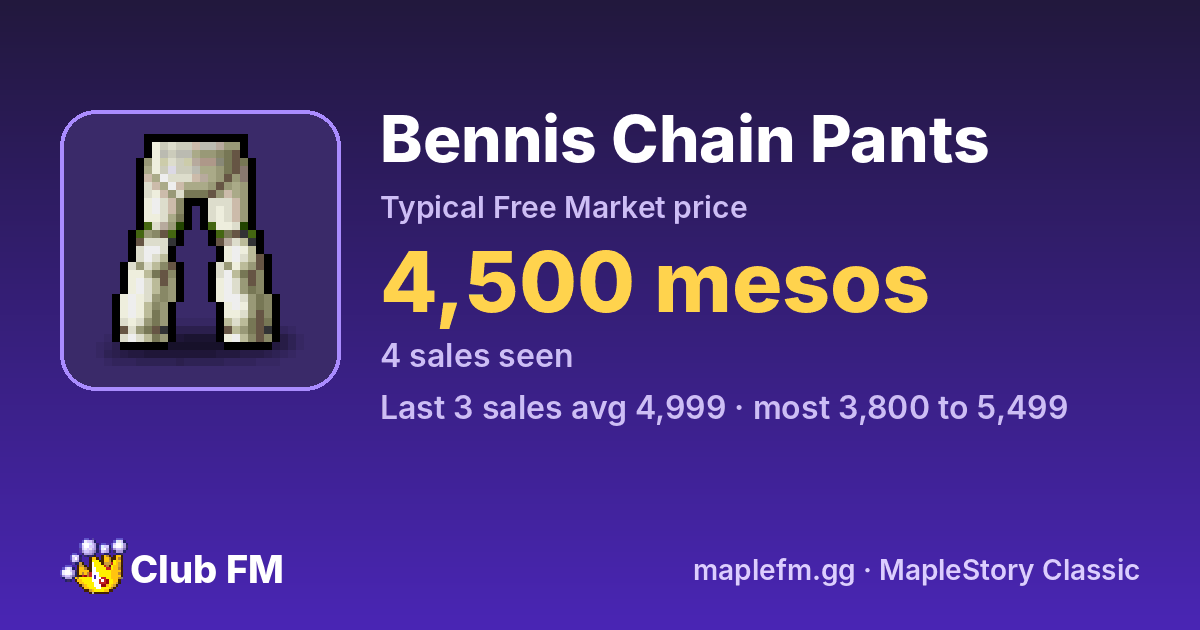 Bennis Chain Pants
Typical Free Market price
4,500 mesos
4 sales seen
Last 3 sales avg 4,999 · most 3,800 to 5,499
Club FM
maplefm.gg · MapleStory Classic